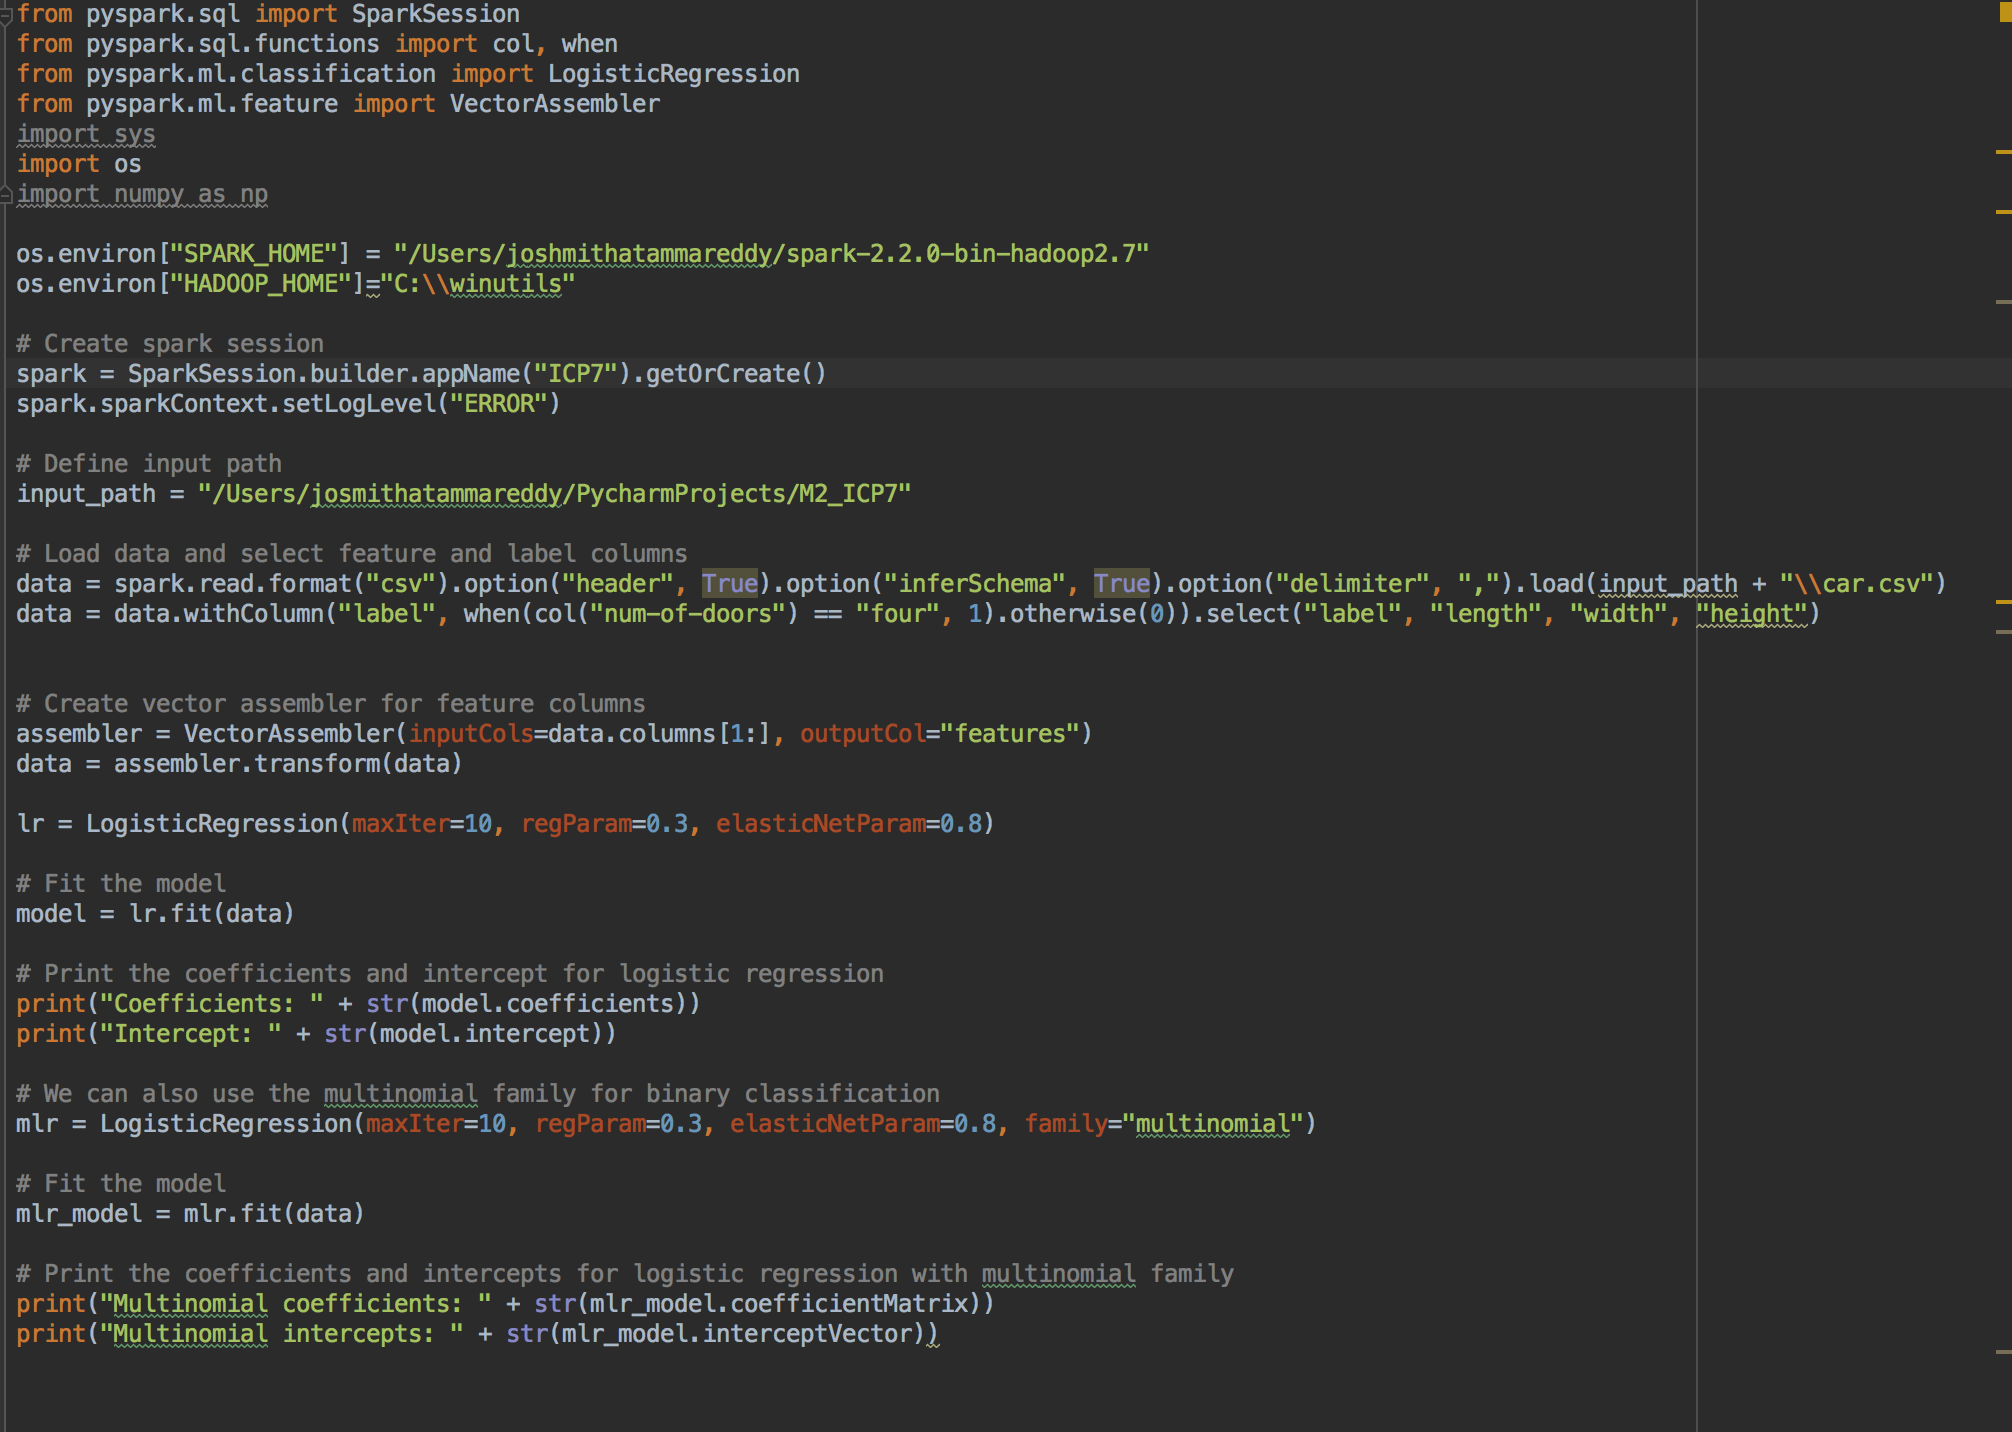 from pyspark.sql import SparkSession
from pyspark.sql.functions import col, when
from pyspark.ml.classification import LogisticRegression
from pyspark.ml.feature import VectorAssembler
import sys
import os
import numpy as np
os.environ["SPARK_HOME"] = "/Users/joshmithatammareddy/spark-2.2.0-bin-hadoop2.7"
os.environ["HADOOP_HOME"]="C:\\winutils"
# Create spark session
spark = SparkSession.builder.appName("ICP7").getOrCreate()
spark.sparkContext.setLogLevel("ERROR")
# Define input path
input_path = "/Users/josmithatammareddy/PycharmProjects/M2_ICP7"
# Load data and select feature and label columns
data = spark.read.format("csv").option("header", True).option("inferSchema", True).option("delimiter", ",").load(input_path + "\\car.csv")
data = data.withColumn("label", when(col("num-of-doors") == "four", 1).otherwise(0)).select("label", "length", "width", "height")
# Create vector assembler for feature columns
assembler = VectorAssembler(inputCols=data.columns[1:], outputCol="features")
data = assembler.transform(data)
lr = LogisticRegression(maxIter=10, regParam=0.3, elasticNetParam=0.8)
# Fit the model
model = lr.fit(data)
# Print the coefficients and intercept for logistic regression
print("Coefficients: " + str(model.coefficients))
print("Intercept: " + str(model.intercept))
# We can also use the multinomial family for binary classification
mlr = LogisticRegression(maxIter=10, regParam=0.3, elasticNetParam=0.8, family="multinomial")
# Fit the model
mlr_model = mlr.fit(data)
# Print the coefficients and intercepts for logistic regression with multinomial family
print("Multinomial coefficients: " + str(mlr_model.coefficientMatrix))
print("Multinomial intercepts: " + str(mlr_model.interceptVector))